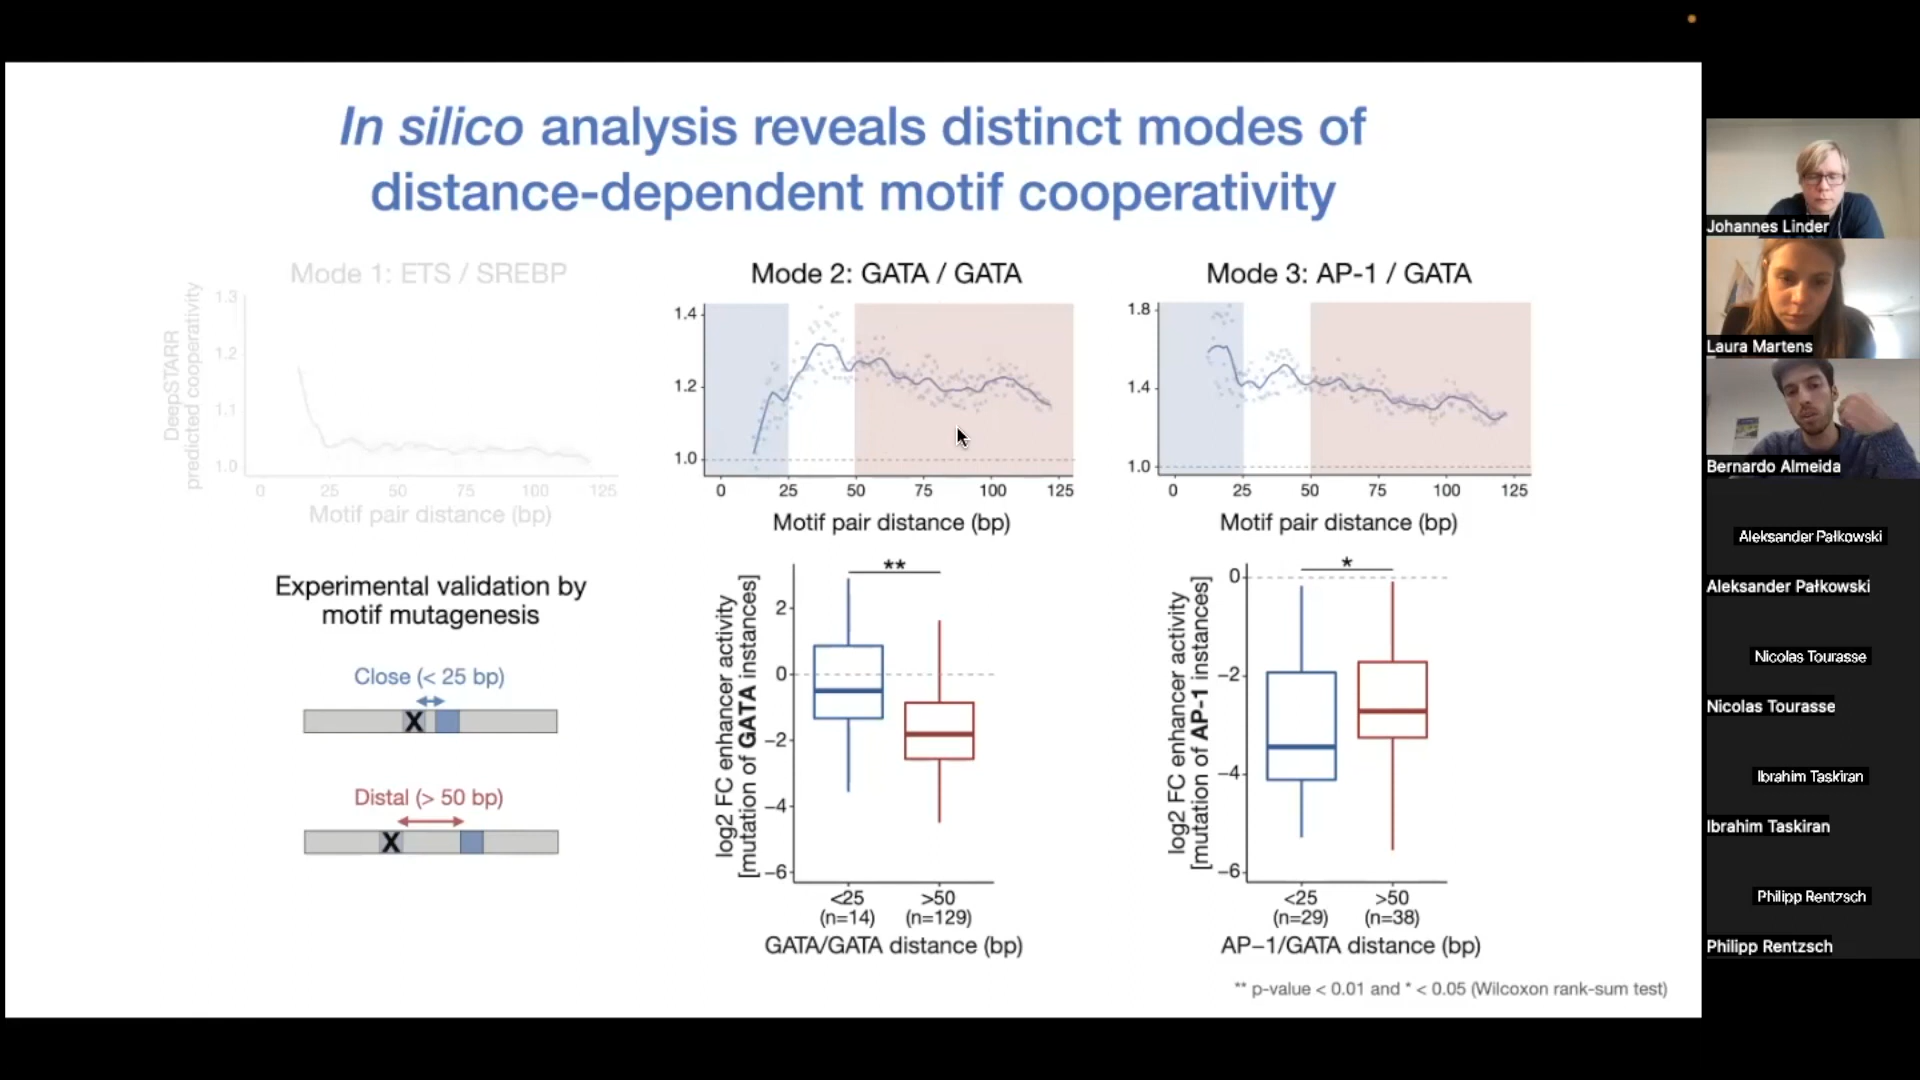 In silico analysis reveals distinct modes of
distance-dependent motif cooperativity
Mode 1: ETS / SREBP
DeepSTARR
predicted cooperativity
1.3
1.2
1.1
1.0
0 25 50 75 100 125
Motif pair distance (bp)
Mode 2: GATA / GATA
1.4
1.2
1.0
0 25 50 75 100 125
Motif pair distance (bp)
Mode 3: AP-1 / GATA
1.8
1.4
1.0
0 25 50 75 100 125
Motif pair distance (bp)
Experimental validation by
motif mutagenesis
Close (< 25 bp)
X
Distal (> 50 bp)
X
log2 FC enhancer activity
[mutation of GATA instances]
**
2
0
−2
−4
−6
<25 >50
(n=14) (n=129)
GATA/GATA distance (bp)
log2 FC enhancer activity
[mutation of AP-1 instances]
*
0
−2
−4
−6
<25 >50
(n=29) (n=38)
AP−1/GATA distance (bp)
** p-value < 0.01 and * < 0.05 (Wilcoxon rank-sum test)
Johannes Linder
Laura Martens
Bernardo Almeida
Aleksander Pałkowski
Aleksander Pałkowski
Nicolas Tourasse
Nicolas Tourasse
Ibrahim Taskiran
Ibrahim Taskiran
Philipp Rentzsch
Philipp Rentzsch